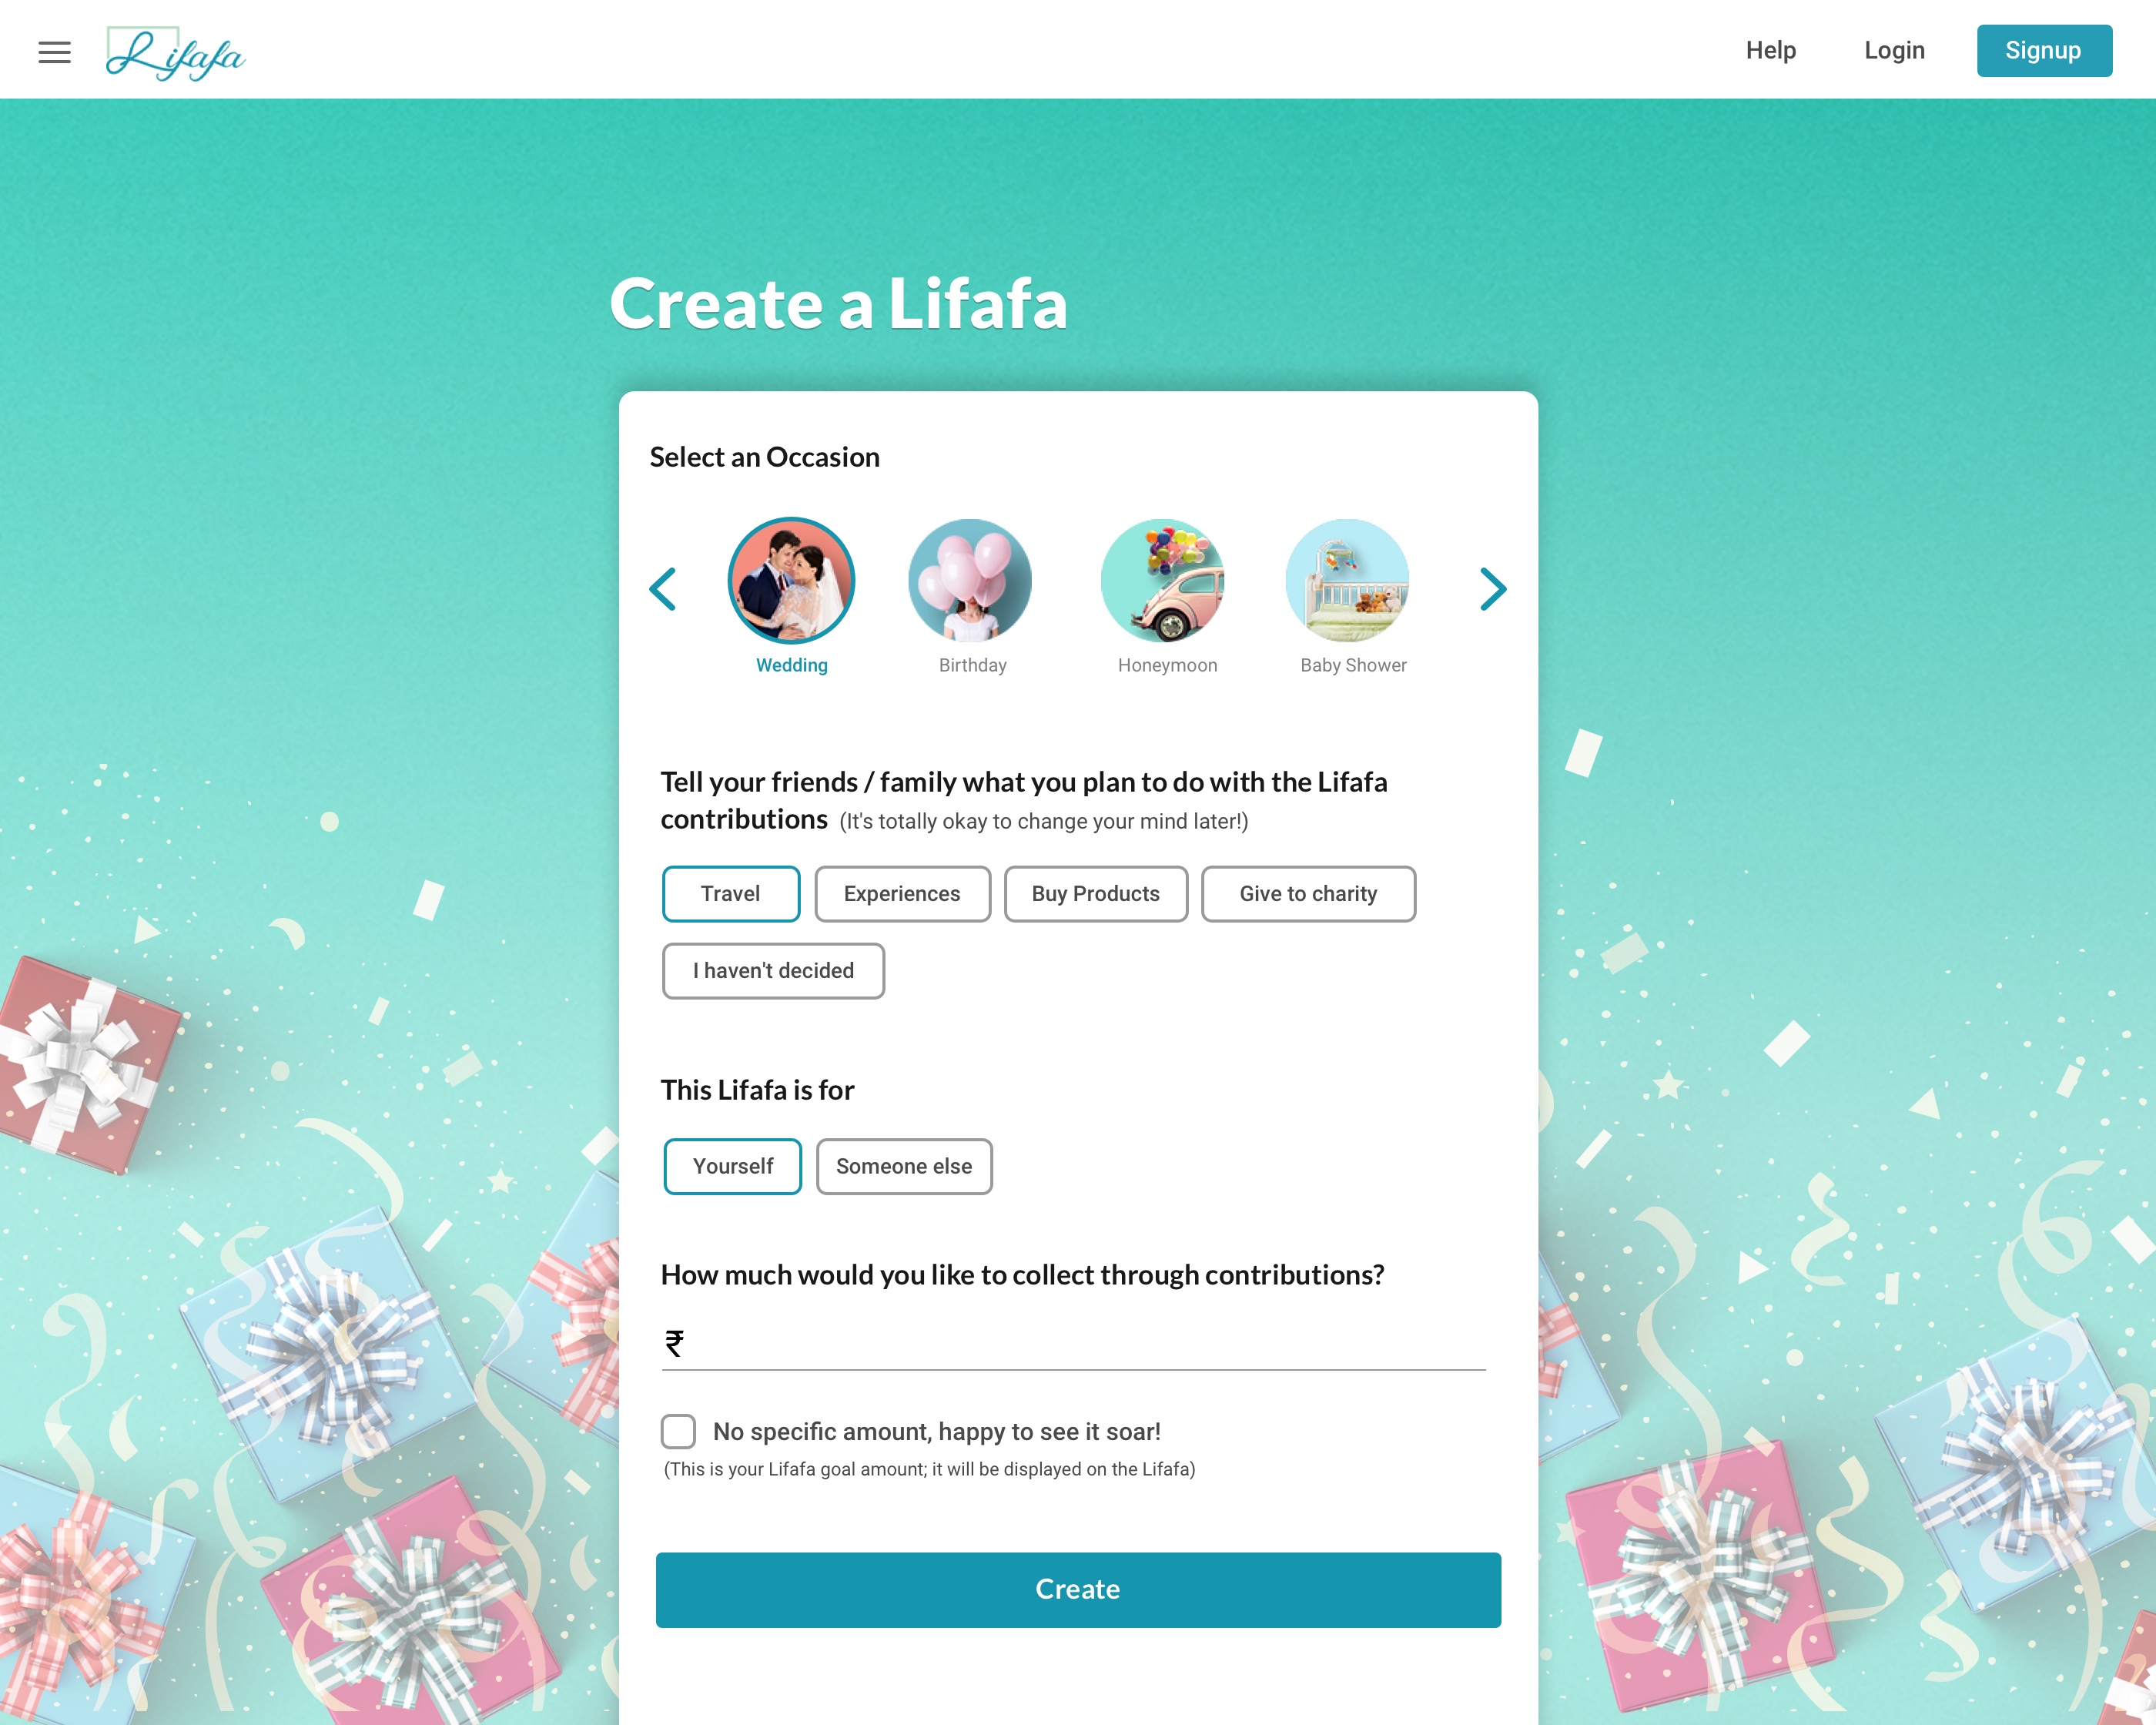 Lifafa
Help
Login
Signup
Create a Lifafa
Select an Occasion
Wedding
Birthday
Honeymoon
Baby Shower
Tell your friends / family what you plan to do with the Lifafa
contributions (It's totally okay to change your mind later!)
Travel
Experiences
Buy Products
Give to charity
I haven't decided
This Lifafa is for
Yourself
Someone else
How much would you like to collect through contributions?
₹
No specific amount, happy to see it soar!
(This is your Lifafa goal amount; it will be displayed on the Lifafa)
Create